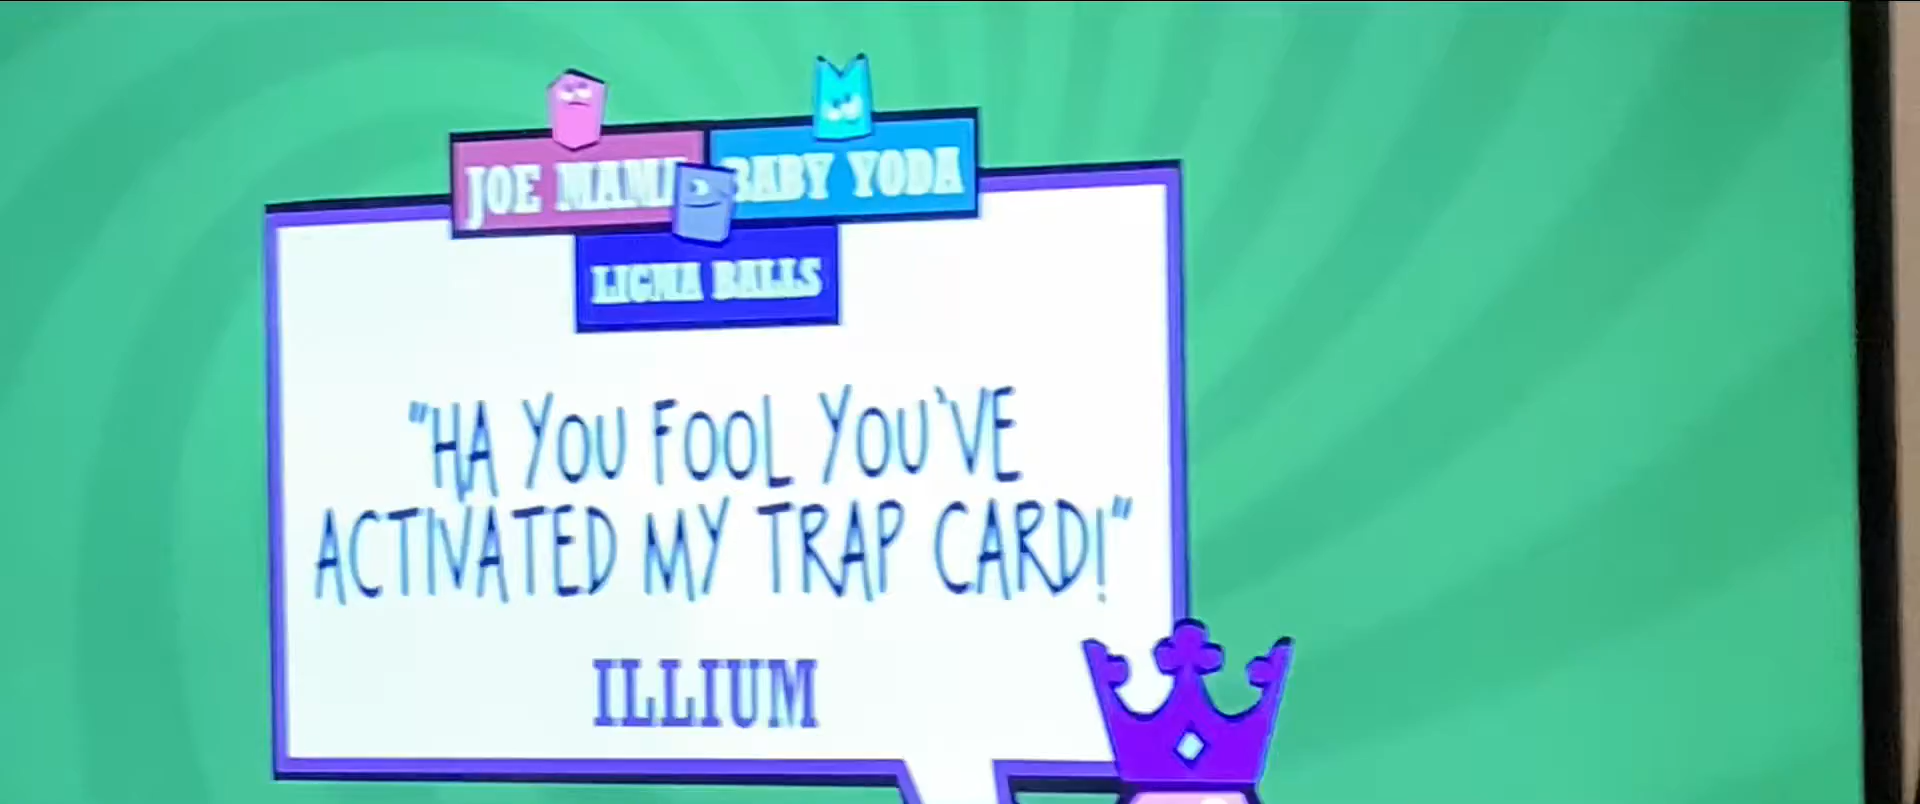 JOE MAMA
BABY YODA
LIGMA BALLS
"HA YOU FOOL YOU'VE
ACTIVATED MY TRAP CARD!"
ILLIUM